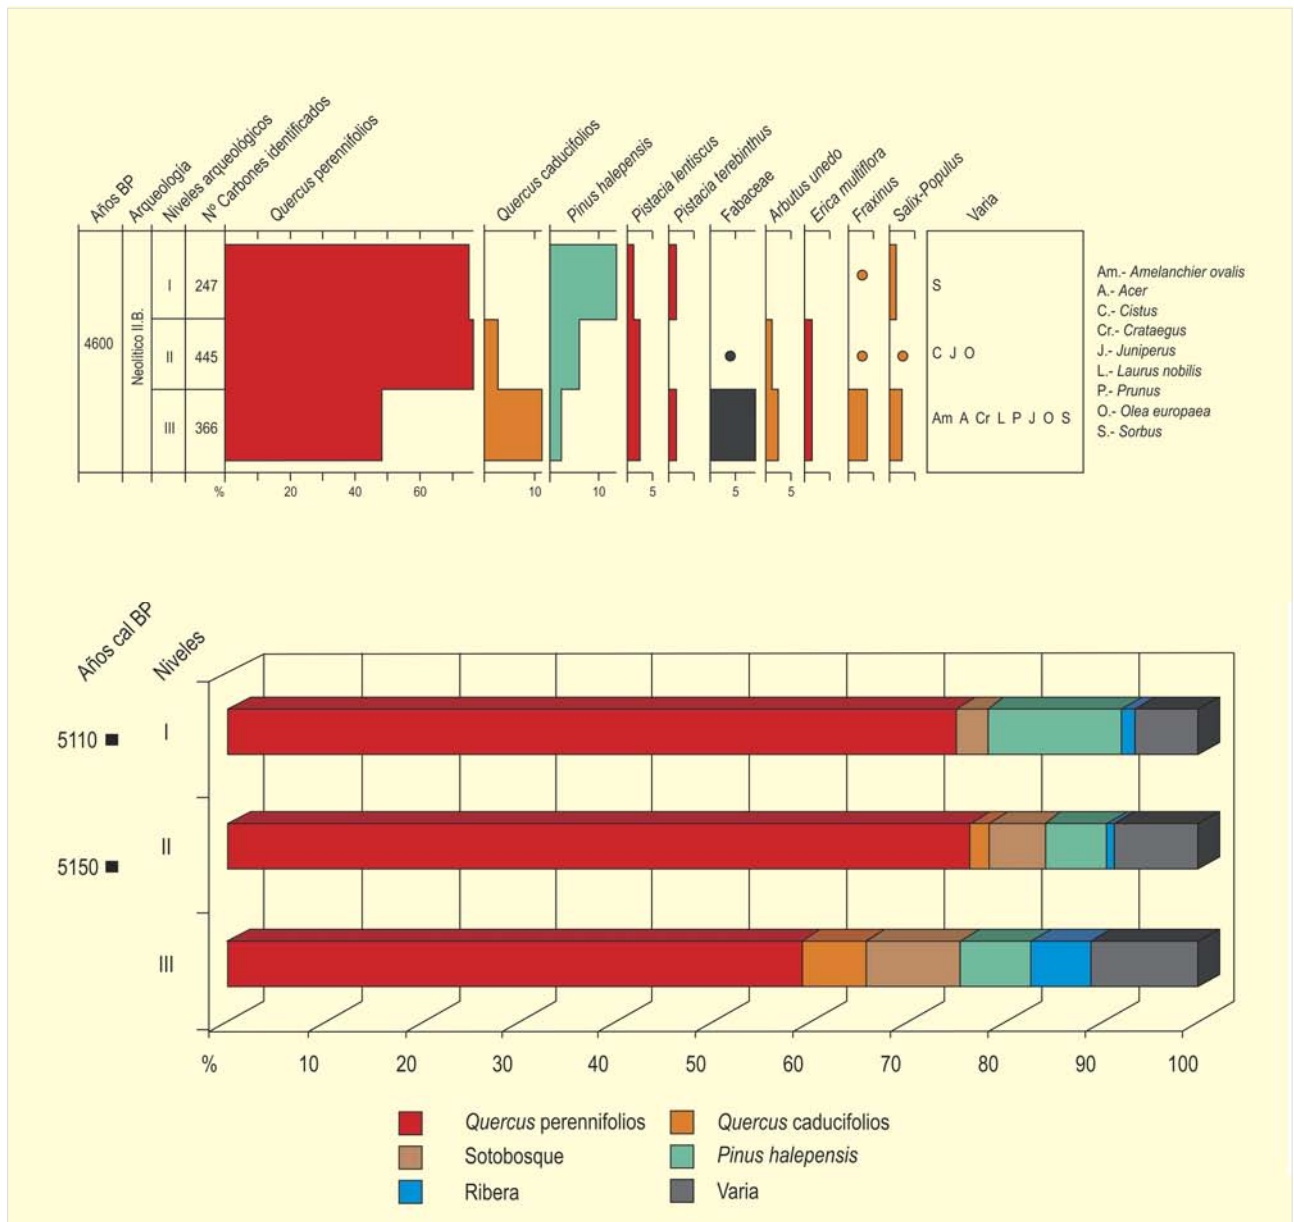 Años BP
Arqueología
Niveles arqueológicos
Nº Carbones identificados
Quercus perennifolios
Quercus caducifolios
Pinus halepensis
Pistacia lentiscus
Pistacia terebinthus
Fabaceae
Arbutus unedo
Erica multiflora
Fraxinus
Salix-Populus
Varia
4600
Neolítico II.B.
I 247 S
II 445 C J O
III 366 Am A Cr L P J O S
% 20 40 60 10 10 5 5 5
Am.- Amelanchier ovalis
A.- Acer
C.- Cistus
Cr.- Crataegus
J.- Juniperus
L.- Laurus nobilis
P.- Prunus
O.- Olea europaea
S.- Sorbus
Años cal BP
Niveles
5110 I
5150 II
III
% 10 20 30 40 50 60 70 80 90 100
Quercus perennifolios
Quercus caducifolios
Sotobosque
Pinus halepensis
Ribera
Varia